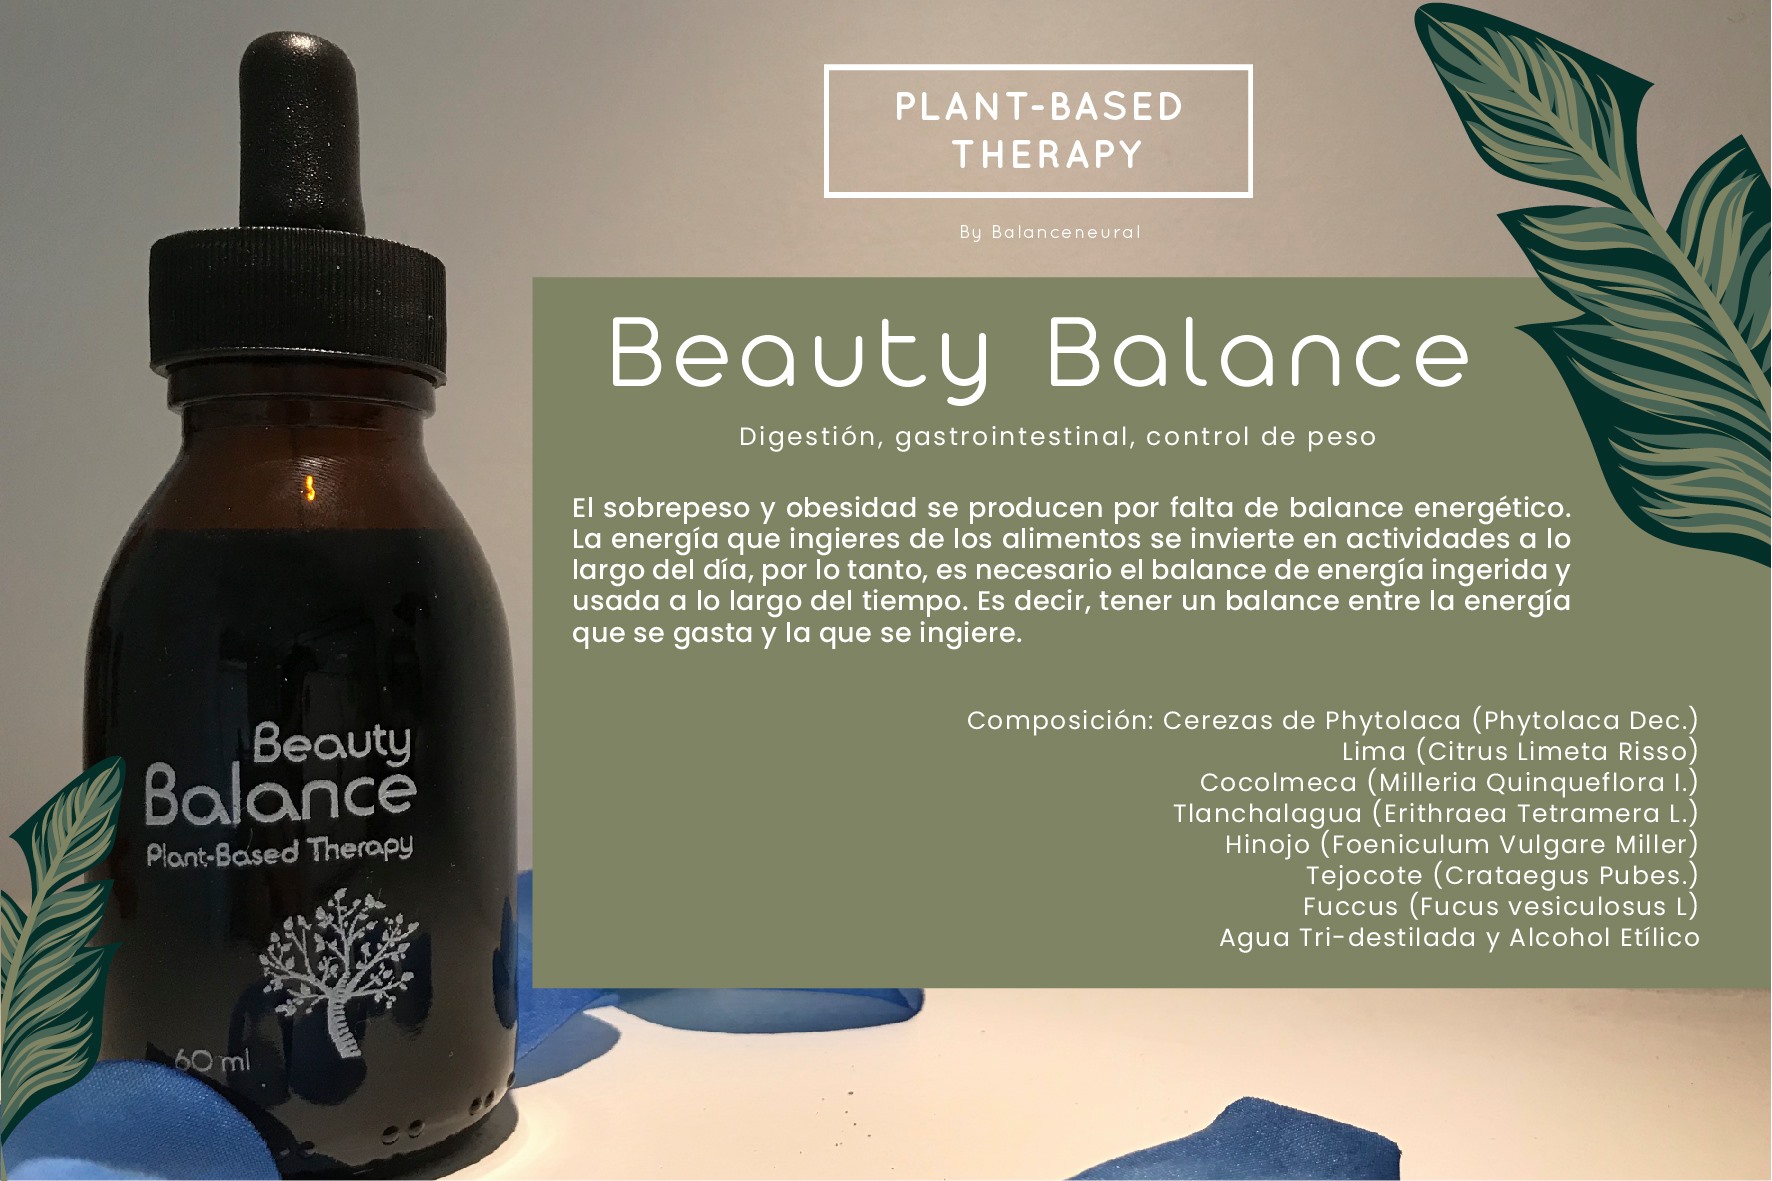 PLANT-BASED
THERAPY
By Balanceneural
Beauty Balance
Digestión, gastrointestinal, control de peso
El sobrepeso y obesidad se producen por falta de balance energético.
La energía que ingieres de los alimentos se invierte en actividades a lo
largo del día, por lo tanto, es necesario el balance de energía ingerida y
usada a lo largo del tiempo. Es decir, tener un balance entre la energía
que se gasta y la que se ingiere.
Composición: Cerezas de Phytolaca (Phytolaca Dec.)
Lima (Citrus Limeta Risso)
Cocolmeca (Milleria Quinqueflora I.)
Tlanchalagua (Erithraea Tetramera L.)
Hinojo (Foeniculum Vulgare Miller)
Tejocote (Crataegus Pubes.)
Fuccus (Fucus vesiculosus L)
Agua Tri-destilada y Alcohol Etílico
Beauty
Balance
Plant-Based Therapy
60 ml